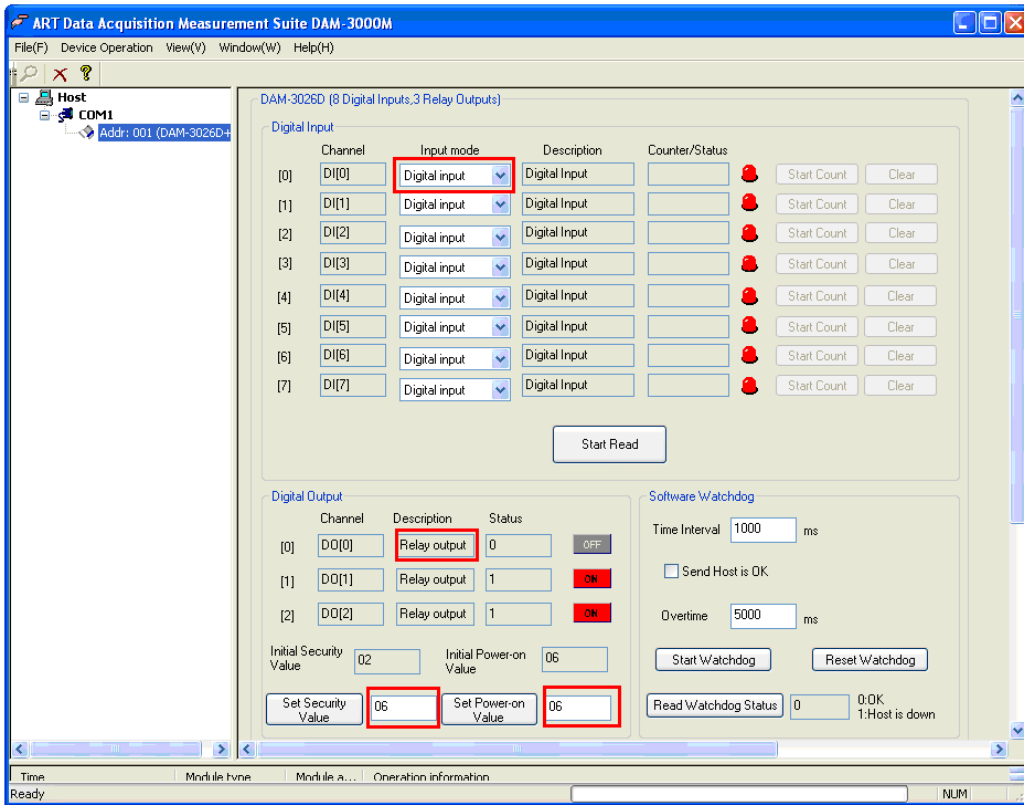 ART Data Acquisition Measurement Suite DAM-3000M
File(F) Device Operation View(V) Window(W) Help(H)
Host
COM1
Addr: 001 (DAM-3026D+
DAM-3026D (8 Digital Inputs,3 Relay Outputs)
Digital Input
Channel Input mode Description Counter/Status
[0] DI[0] Digital input Digital Input Start Count Clear
[1] DI[1] Digital input Digital Input Start Count Clear
[2] DI[2] Digital input Digital Input Start Count Clear
[3] DI[3] Digital input Digital Input Start Count Clear
[4] DI[4] Digital input Digital Input Start Count Clear
[5] DI[5] Digital input Digital Input Start Count Clear
[6] DI[6] Digital input Digital Input Start Count Clear
[7] DI[7] Digital input Digital Input Start Count Clear
Start Read
Digital Output
Channel Description Status
[0] DO[0] Relay output 0 OFF
[1] DO[1] Relay output 1 ON
[2] DO[2] Relay output 1 ON
Initial Security Value 02 Initial Power-on Value 06
Set Security Value 06 Set Power-on Value 06
Software Watchdog
Time Interval 1000 ms
Send Host is OK
Overtime 5000 ms
Start Watchdog Reset Watchdog
Read Watchdog Status 0 0:OK
1:Host is down
Time Module type Module a... Operation information
Ready NUM